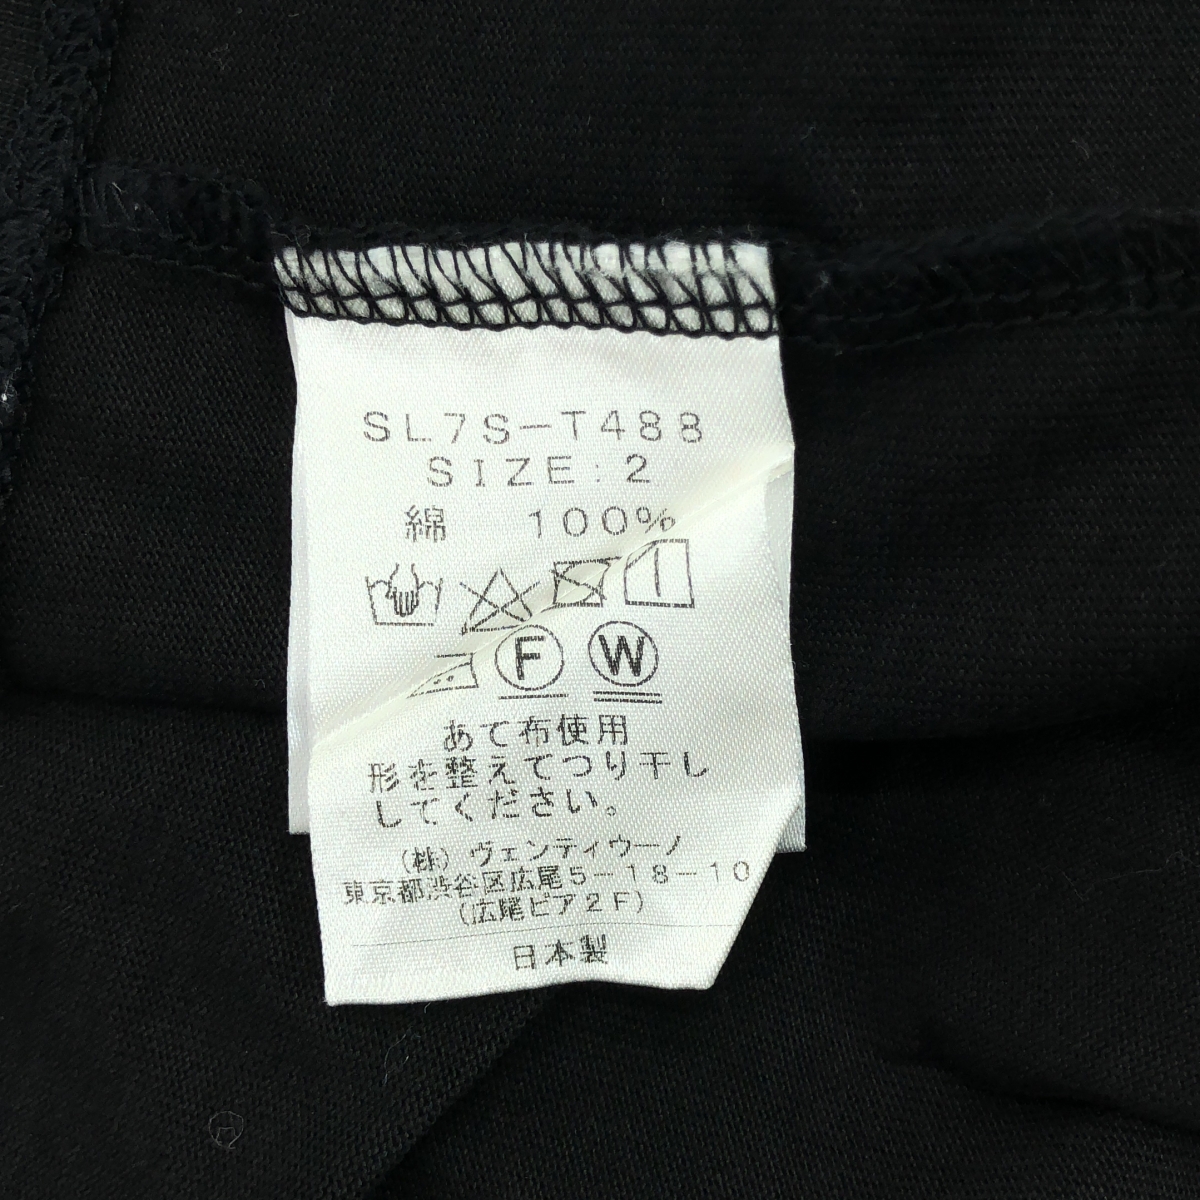 SL7S-T488
SIZE:2
綿 100%
F W
あて布使用
形を整えてつり干し
してください。
(株)ヴェンティウーノ
東京都渋谷区広尾5-18-10
(広尾ピア2F)
日本製